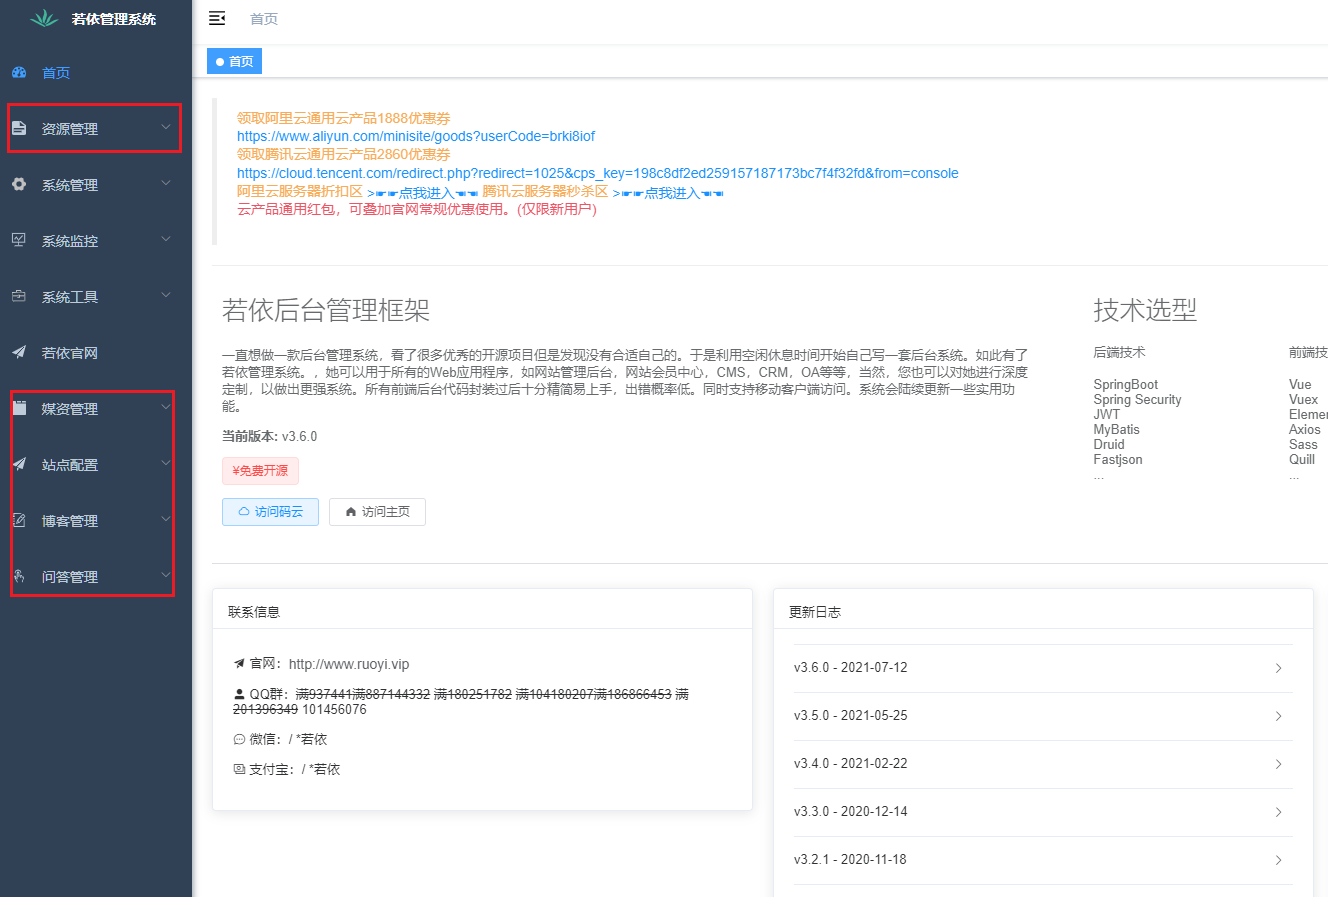 若依管理系统
首页
首页
首页
资源管理
系统管理
系统监控
系统工具
若依官网
媒资管理
站点配置
博客管理
问答管理
领取阿里云通用云产品1888优惠券
https://www.aliyun.com/minisite/goods?userCode=brki8iof
领取腾讯云通用云产品2860优惠券
https://cloud.tencent.com/redirect.php?redirect=1025&cps_key=198c8df2ed259157187173bc7f4f32fd&from=console
阿里云服务器折扣区 >☛☛点我进入☚☚ 腾讯云服务器秒杀区 >☛☛点我进入☚☚
云产品通用红包，可叠加官网常规优惠使用。(仅限新用户)
若依后台管理框架
一直想做一款后台管理系统，看了很多优秀的开源项目但是发现没有合适自己的。于是利用空闲休息时间开始自己写一套后台系统。如此有了
若依管理系统。，她可以用于所有的Web应用程序，如网站管理后台，网站会员中心，CMS，CRM，OA等等，当然，您也可以对她进行深度
定制，以做出更强系统。所有前端后台代码封装过后十分精简易上手，出错概率低。同时支持移动客户端访问。系统会陆续更新一些实用功
能。
当前版本: v3.6.0
¥免费开源
访问码云
访问主页
技术选型
后端技术
SpringBoot
Spring Security
JWT
MyBatis
Druid
Fastjson
...
前端技
Vue
Vuex
Elemer
Axios
Sass
Quill
...
联系信息
官网：http://www.ruoyi.vip
QQ群：满937441满887144332 满180251782 满104180207满186866453 满
201396349 101456076
微信：/ *若依
支付宝：/ *若依
更新日志
v3.6.0 - 2021-07-12
v3.5.0 - 2021-05-25
v3.4.0 - 2021-02-22
v3.3.0 - 2020-12-14
v3.2.1 - 2020-11-18